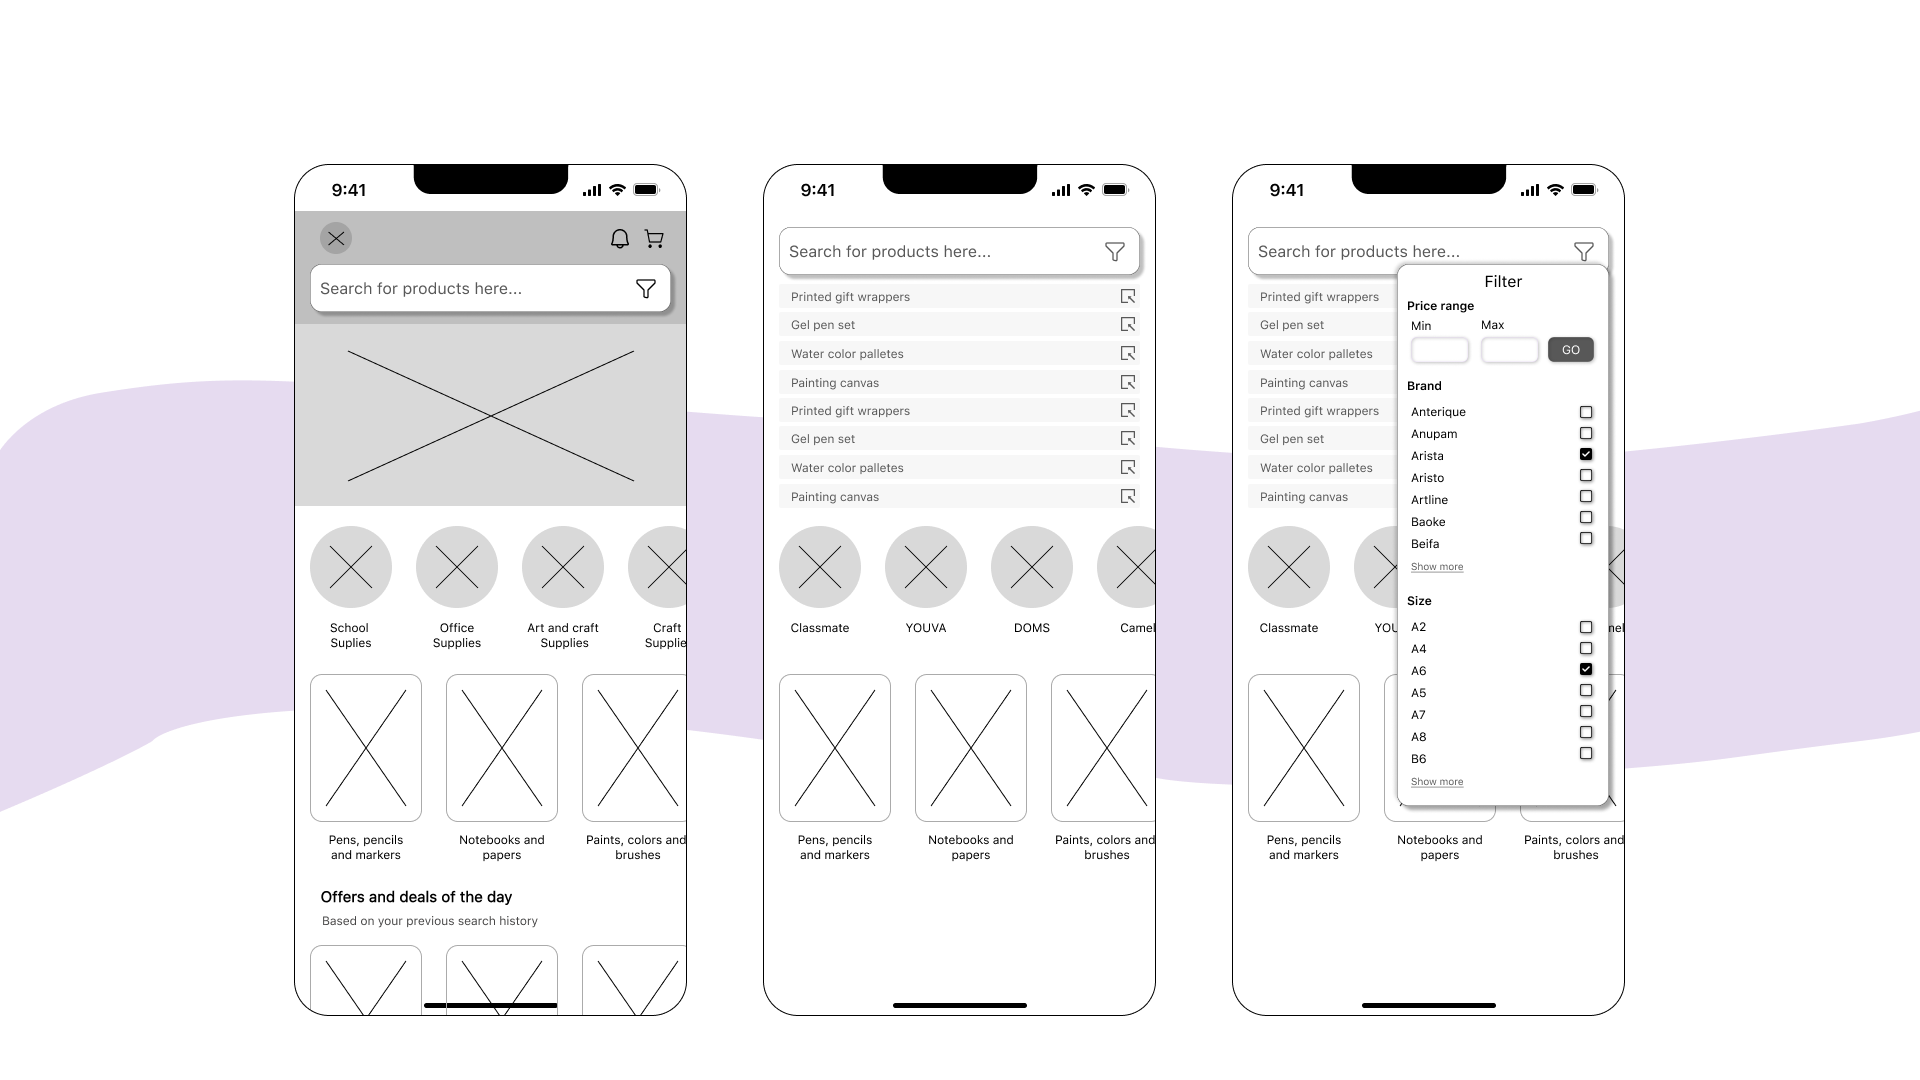 9:41
Search for products here...
School
Suplies
Office
Supplies
Art and craft
Supplies
Craft
Supplie
Pens, pencils
and markers
Notebooks and
papers
Paints, colors and
brushes
Offers and deals of the day
Based on your previous search history
9:41
Search for products here...
Printed gift wrappers
Gel pen set
Water color palletes
Painting canvas
Printed gift wrappers
Gel pen set
Water color palletes
Painting canvas
Classmate
YOUVA
DOMS
Camel
Pens, pencils
and markers
Notebooks and
papers
Paints, colors and
brushes
9:41
Search for products here...
Printed gift wrappers
Gel pen set
Water color palletes
Painting canvas
Printed gift wrappers
Gel pen set
Water color palletes
Painting canvas
Classmate
YOU
mel
Pens, pencils
and markers
Notebooks and
papers
Paints, colors and
brushes
Filter
Price range
Min
Max
GO
Brand
Anterique
Anupam
Arista
Aristo
Artline
Baoke
Beifa
Show more
Size
A2
A4
A6
A5
A7
A8
B6
Show more